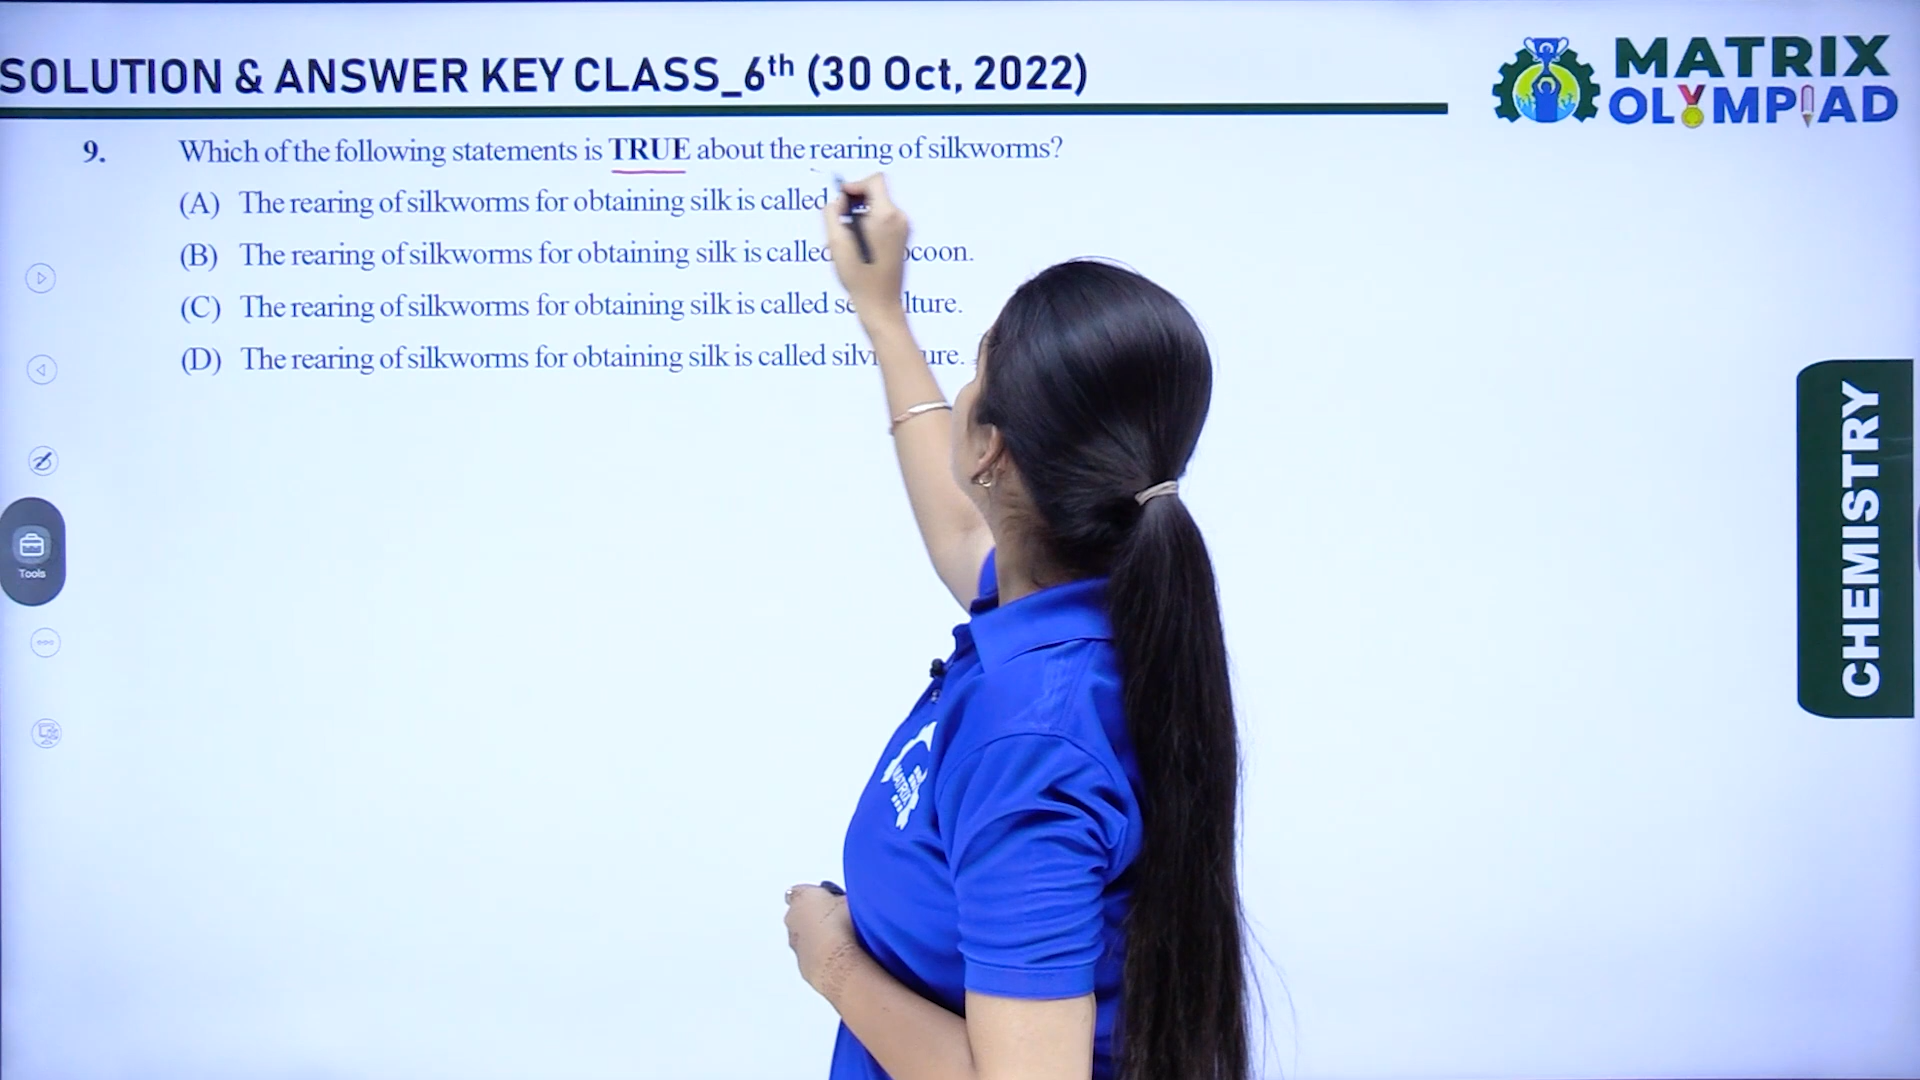 SOLUTION & ANSWER KEY CLASS_6th (30 Oct, 2022)
MATRIX
OLYMPIAD
9. Which of the following statements is TRUE about the rearing of silkworms?
(A) The rearing of silkworms for obtaining silk is called
(B) The rearing of silkworms for obtaining silk is called
(C) The rearing of silkworms for obtaining silk is called
(D) The rearing of silkworms for obtaining silk is called
CHEMISTRY
Tools
MATRIX